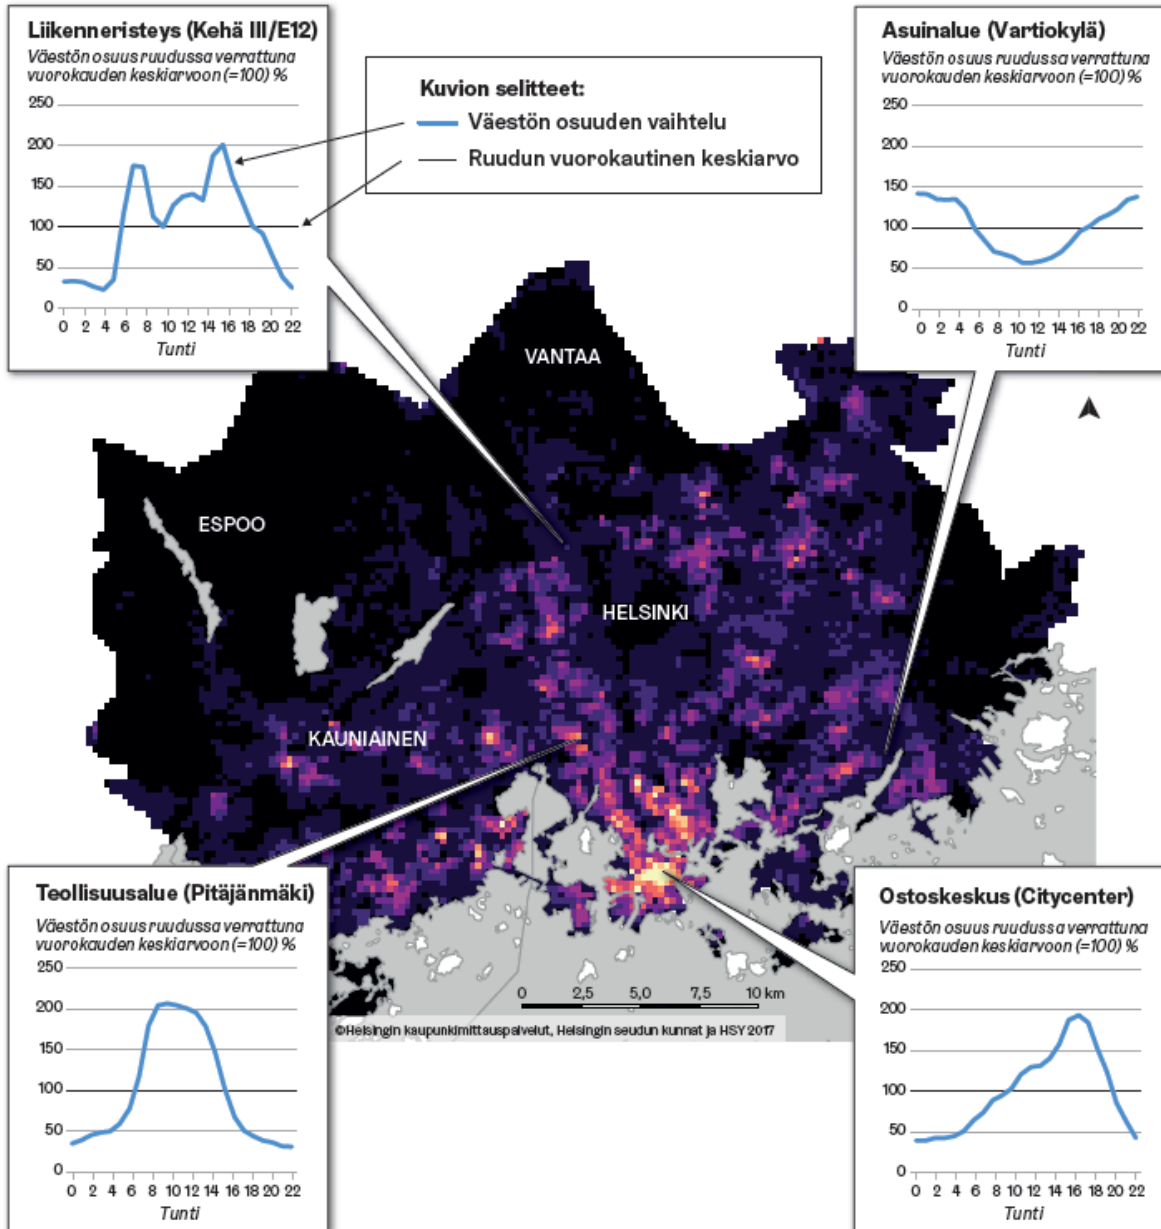 Liikenneristeys (Kehä III/E12)
Väestön osuus ruudussa verrattuna
vuorokauden keskiarvoon (=100) %
250
200
150
100
50
0
0 2 4 6 8 10 12 14 16 18 20 22
Tunti
Kuvion selitteet:
Väestön osuuden vaihtelu
Ruudun vuorokautinen keskiarvo
Asuinalue (Vartiokylä)
Väestön osuus ruudussa verrattuna
vuorokauden keskiarvoon (=100) %
250
200
150
100
50
0
0 2 4 6 8 10 12 14 16 18 20 22
Tunti
VANTAA
ESPOO
HELSINKI
KAUNIAINEN
Teollisuusalue (Pitäjänmäki)
Väestön osuus ruudussa verrattuna
vuorokauden keskiarvoon (=100) %
250
200
150
100
50
0
0 2 4 6 8 10 12 14 16 18 20 22
Tunti
0 2,5 5,0 7,5 10 km
©Helsingin kaupunkimittauspalvelut, Helsingin seudun kunnat ja HSY 2017
Ostoskeskus (Citycenter)
Väestön osuus ruudussa verrattuna
vuorokauden keskiarvoon (=100) %
250
200
150
100
50
0
0 2 4 6 8 10 12 14 16 18 20 22
Tunti